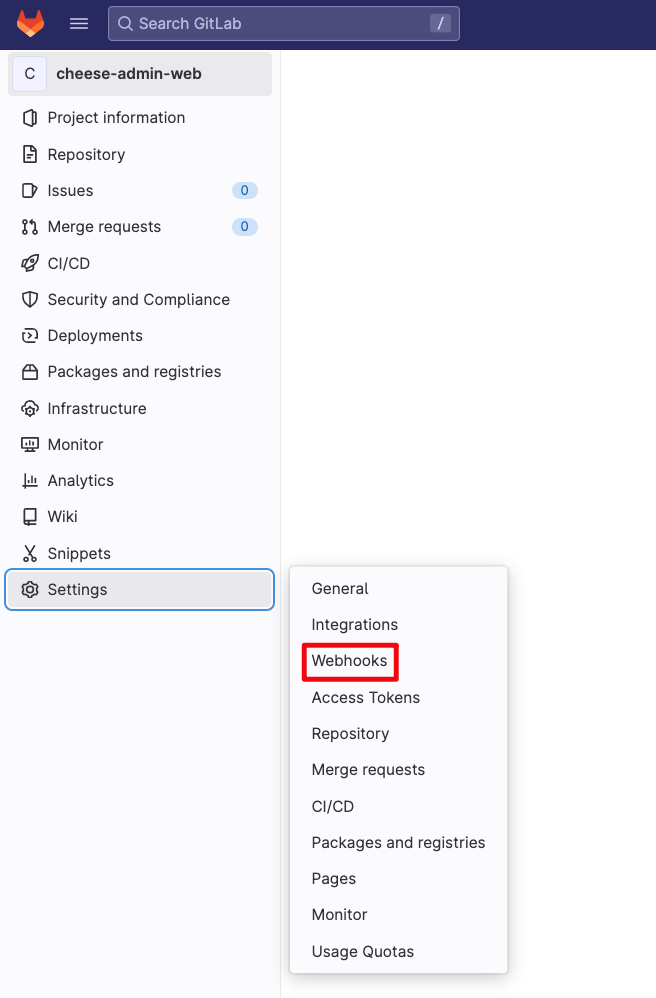 Search GitLab /
C cheese-admin-web
Project information
Repository
Issues 0
Merge requests 0
CI/CD
Security and Compliance
Deployments
Packages and registries
Infrastructure
Monitor
Analytics
Wiki
Snippets
Settings
General
Integrations
Webhooks
Access Tokens
Repository
Merge requests
CI/CD
Packages and registries
Pages
Monitor
Usage Quotas